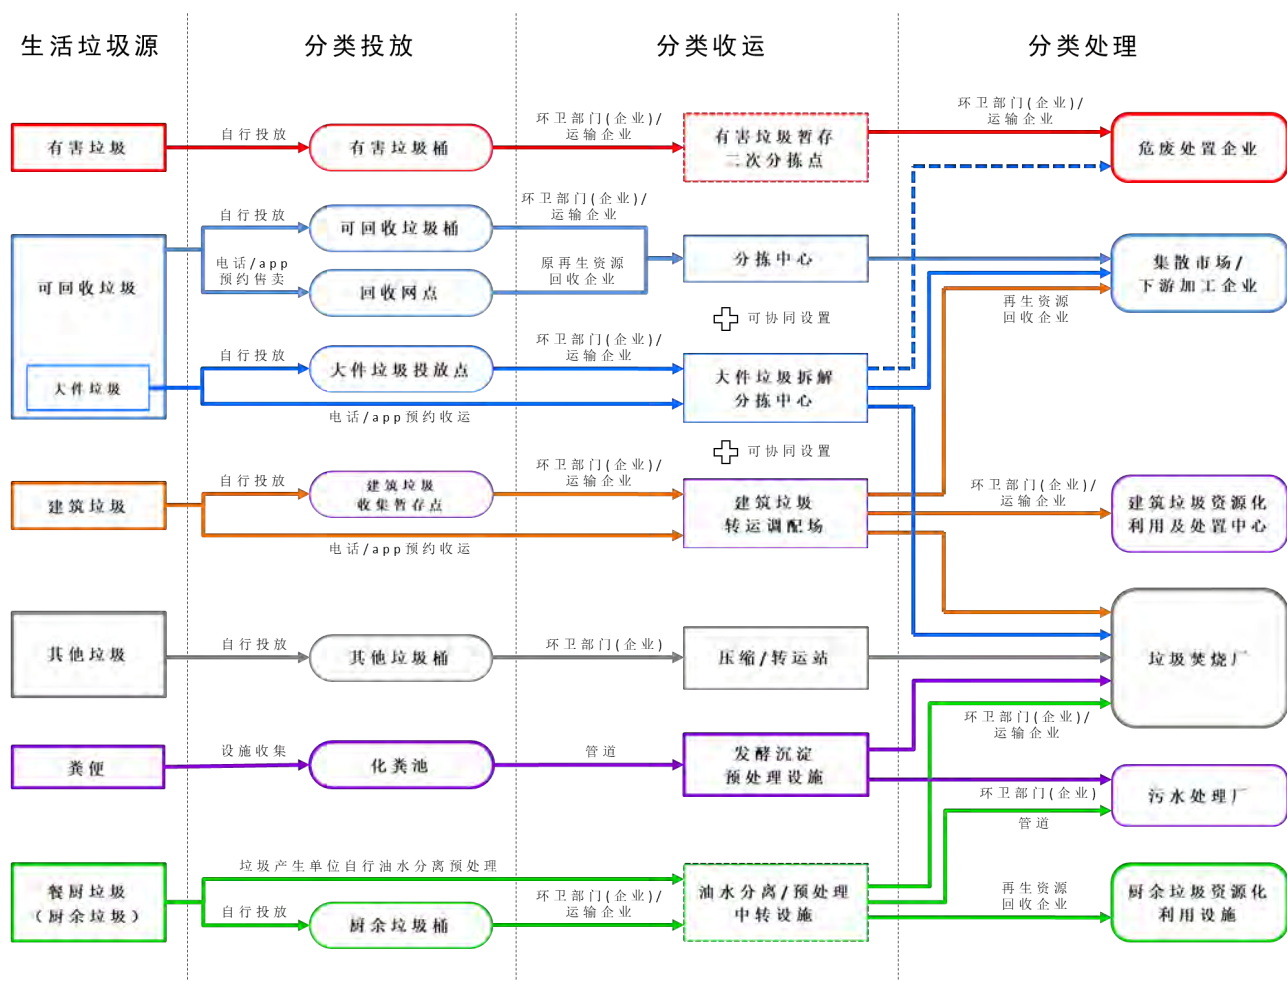 生活垃圾源
分类投放
分类收运
分类处理
有害垃圾
自行投放
有害垃圾桶
环卫部门(企业)/
运输企业
有害垃圾暂存
二次分拣点
环卫部门(企业)/
运输企业
危废处置企业
可回收垃圾
自行投放
可回收垃圾桶
环卫部门(企业)/
运输企业
电话/app
预约售卖
回收网点
原再生资源
回收企业
分拣中心
集散市场/
下游加工企业
再生资源
回收企业
可协同设置
大件垃圾
自行投放
大件垃圾投放点
环卫部门(企业)/
运输企业
电话/app预约收运
大件垃圾拆解
分拣中心
可协同设置
建筑垃圾
自行投放
建筑垃圾
收集暂存点
环卫部门(企业)/
运输企业
电话/app预约收运
建筑垃圾
转运调配场
环卫部门(企业)/
运输企业
建筑垃圾资源化
利用及处置中心
其他垃圾
自行投放
其他垃圾桶
环卫部门(企业)
压缩/转运站
垃圾焚烧厂
环卫部门(企业)/
运输企业
粪便
设施收集
化粪池
管道
发酵沉淀
预处理设施
环卫部门(企业)
管道
污水处理厂
餐厨垃圾
(厨余垃圾)
垃圾产生单位自行油水分离预处理
自行投放
厨余垃圾桶
环卫部门(企业)/
运输企业
油水分离/预处理
中转设施
再生资源
回收企业
厨余垃圾资源化
利用设施